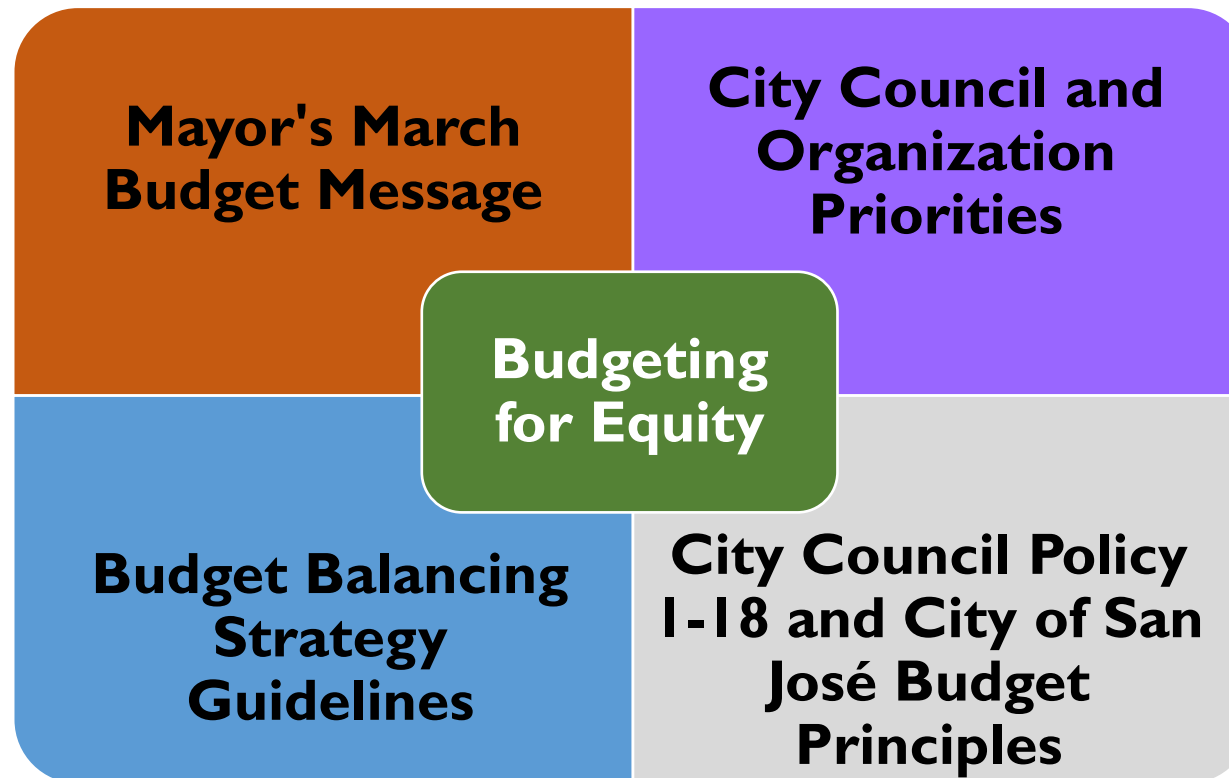 Mayor's March
Budget Message
City Council and
Organization
Priorities
Budgeting
for Equity
Budget Balancing
Strategy
Guidelines
City Council Policy
1-18 and City of San
José Budget
Principles